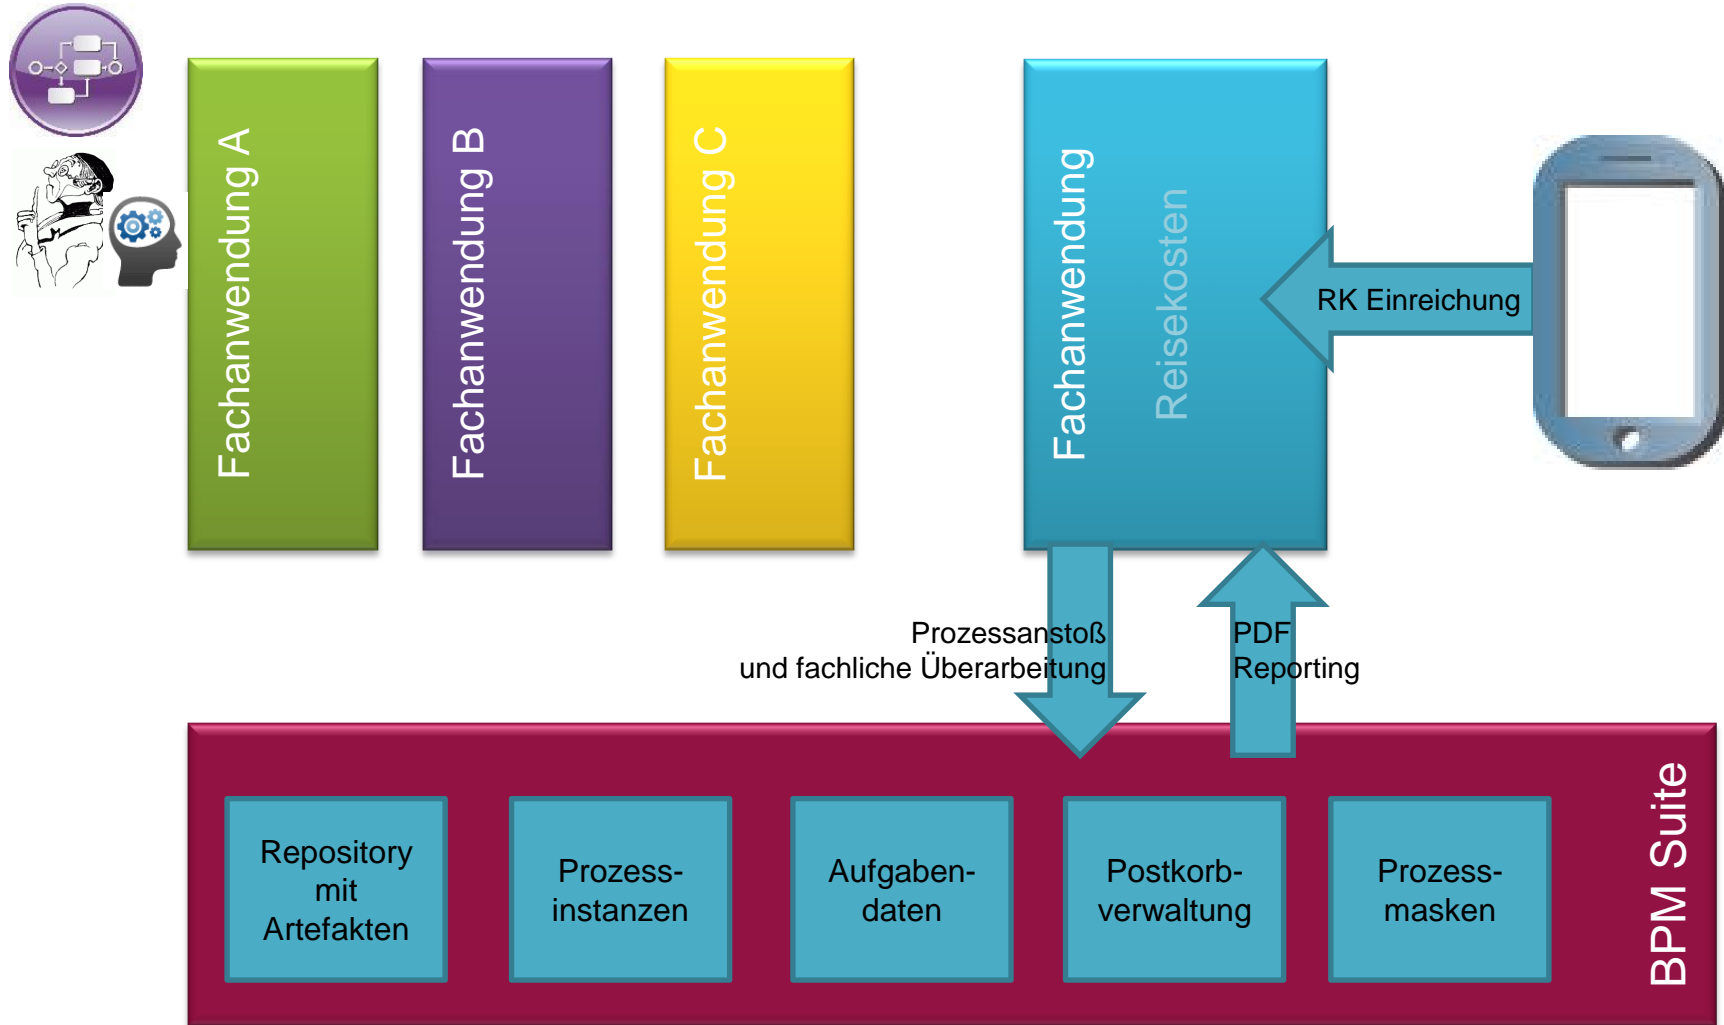 Fachanwendung A
Fachanwendung B
Fachanwendung C
Fachanwendung
Reisekosten
RK Einreichung
Prozessanstoß
und fachliche Überarbeitung
PDF
Reporting
Repository
mit
Artefakten
Prozess-
instanzen
Aufgaben-
daten
Postkorb-
verwaltung
Prozess-
masken
BPM Suite